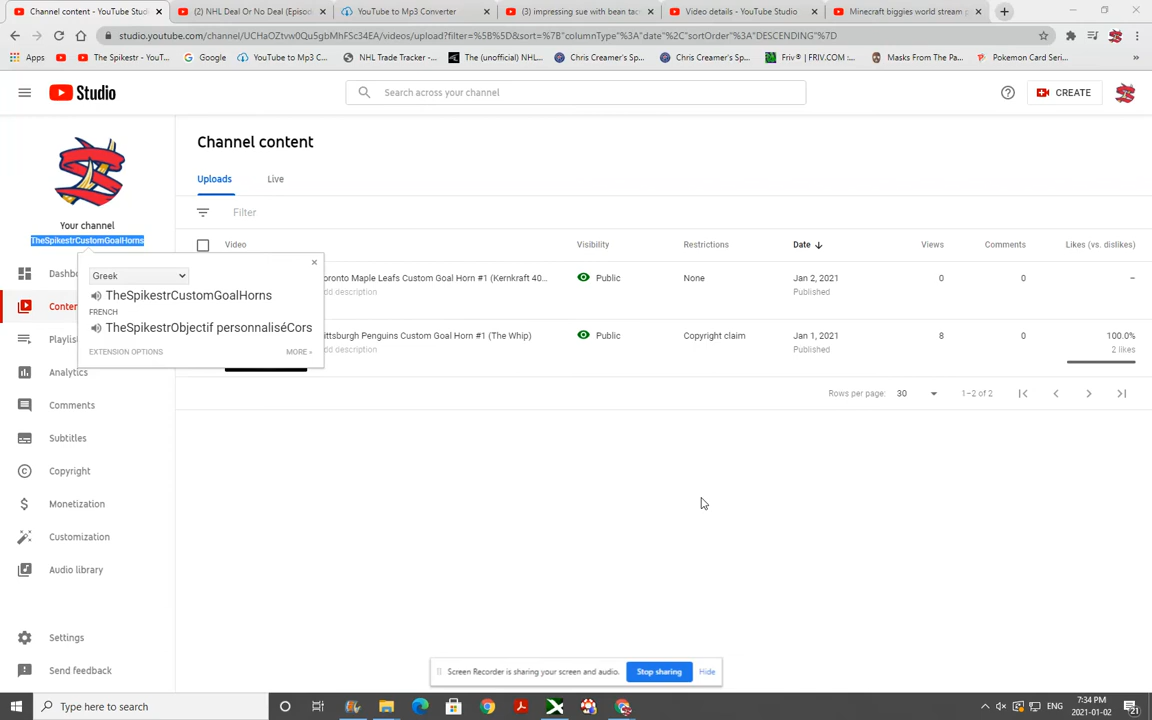 Content content - YouTube Stud
(2) NHL Deal Or No Deal (Episod
YouTube to Mp3 Converter
(3) impressing sue with bean tac
Video details - YouTube Studio
Minecraft biggies world stream p
studio.youtube.com/channel/UCHaOZtvw0Qu5gbMhFSc34EA/videos/upload?filter=%5B%5D&sort=%7B"columnType"%3A"date"%2C"sortOrder"%3A"DESCENDING"%7D
Apps
The Spikestr - YouT...
Google
YouTube to Mp3 C...
NHL Trade Tracker -...
The (unofficial) NHL...
Chris Creamer's Sp...
Chris Creamer's Sp...
Friv® | FRIV.COM :...
Masks From The Pa...
Pokemon Card Seri...
»
Studio
Search across your channel
CREATE
Channel content
Uploads
Live
Your channel
TheSpikestrCustomGoalHorns
Filter
Video
Visibility
Restrictions
Date
Views
Comments
Likes (vs. dislikes)
Dashbo
Greek
TheSpikestrCustomGoalHorns
FRENCH
TheSpikestrObjectif personnaliséCors
EXTENSION OPTIONS
MORE »
oronto Maple Leafs Custom Goal Horn #1 (Kernkraft 40...
dd description
Public
None
Jan 2, 2021
Published
0
0
–
Conten
ittsburgh Penguins Custom Goal Horn #1 (The Whip)
dd description
Public
Copyright claim
Jan 1, 2021
Published
8
0
100.0%
2 likes
Playlis
Analytics
Rows per page:
30
1–2 of 2
Comments
Subtitles
Copyright
Monetization
Customization
Audio library
Settings
Send feedback
Screen Recorder is sharing your screen and audio.
Stop sharing
Hide
Type here to search
ENG
7:34 PM
2021-01-02
21